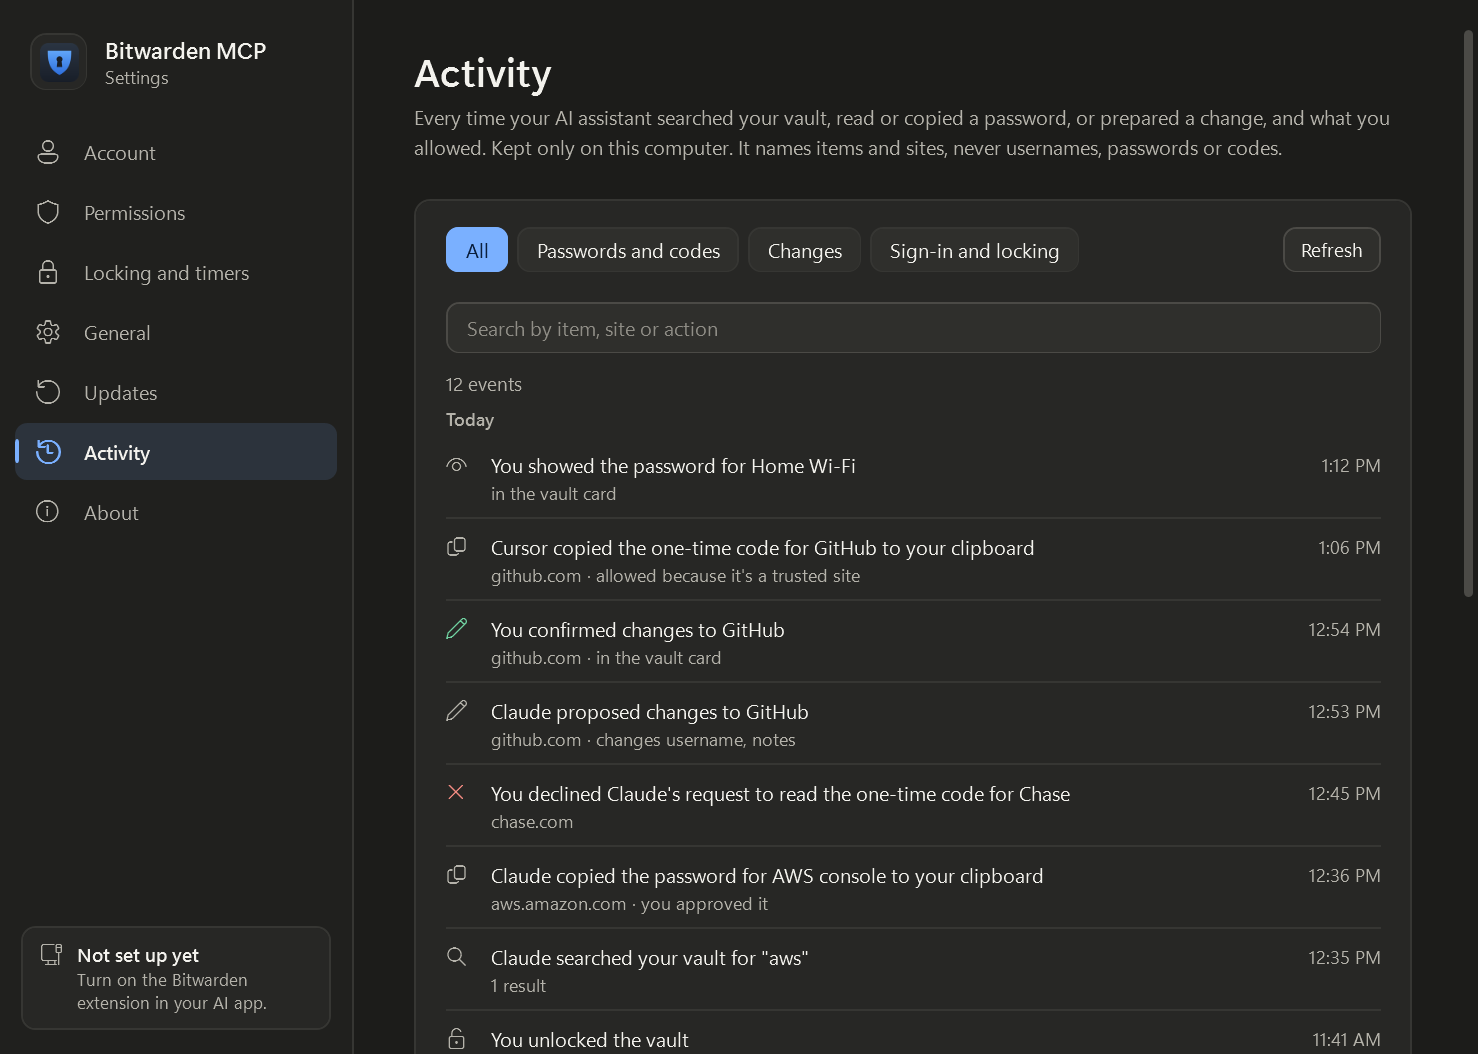 Bitwarden MCP
Settings
Account
Permissions
Locking and timers
General
Updates
Activity
About
Not set up yet
Turn on the Bitwarden
extension in your AI app.
Activity
Every time your AI assistant searched your vault, read or copied a password, or prepared a change, and what you
allowed. Kept only on this computer. It names items and sites, never usernames, passwords or codes.
All
Passwords and codes
Changes
Sign-in and locking
Refresh
Search by item, site or action
12 events
Today
You showed the password for Home Wi-Fi 1:12 PM
in the vault card
Cursor copied the one-time code for GitHub to your clipboard 1:06 PM
github.com · allowed because it's a trusted site
You confirmed changes to GitHub 12:54 PM
github.com · in the vault card
Claude proposed changes to GitHub 12:53 PM
github.com · changes username, notes
You declined Claude's request to read the one-time code for Chase 12:45 PM
chase.com
Claude copied the password for AWS console to your clipboard 12:36 PM
aws.amazon.com · you approved it
Claude searched your vault for "aws" 12:35 PM
1 result
You unlocked the vault 11:41 AM